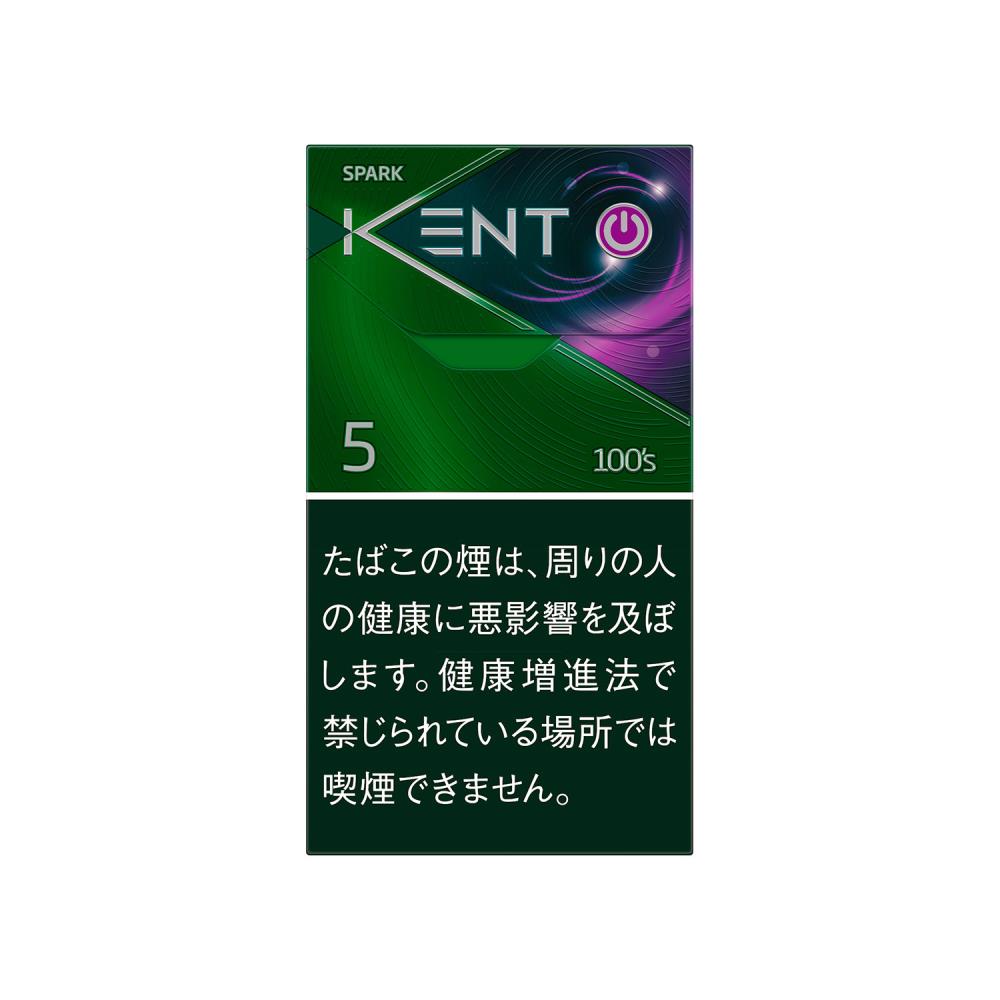 SPARK
KENT
5
100's
たばこの煙は、周りの人
の健康に悪影響を及ぼ
します。健康増進法で
禁じられている場所では
喫煙できません。